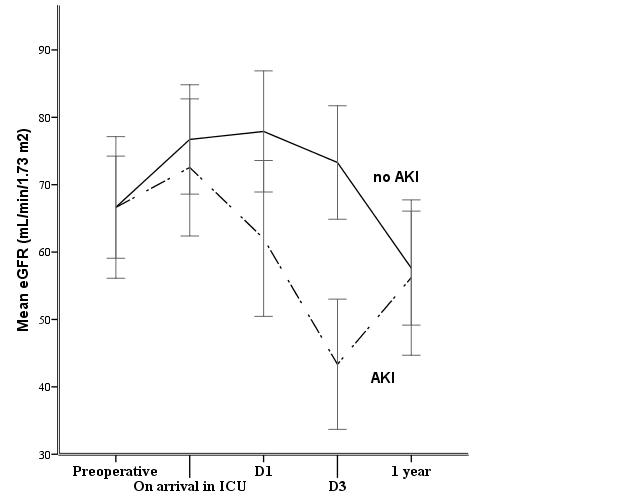 90
80
70
60
50
40
30
Mean eGFR (mL/min/1.73 m2)
no AKI
AKI
Preoperative
On arrival in ICU
D1
D3
1 year